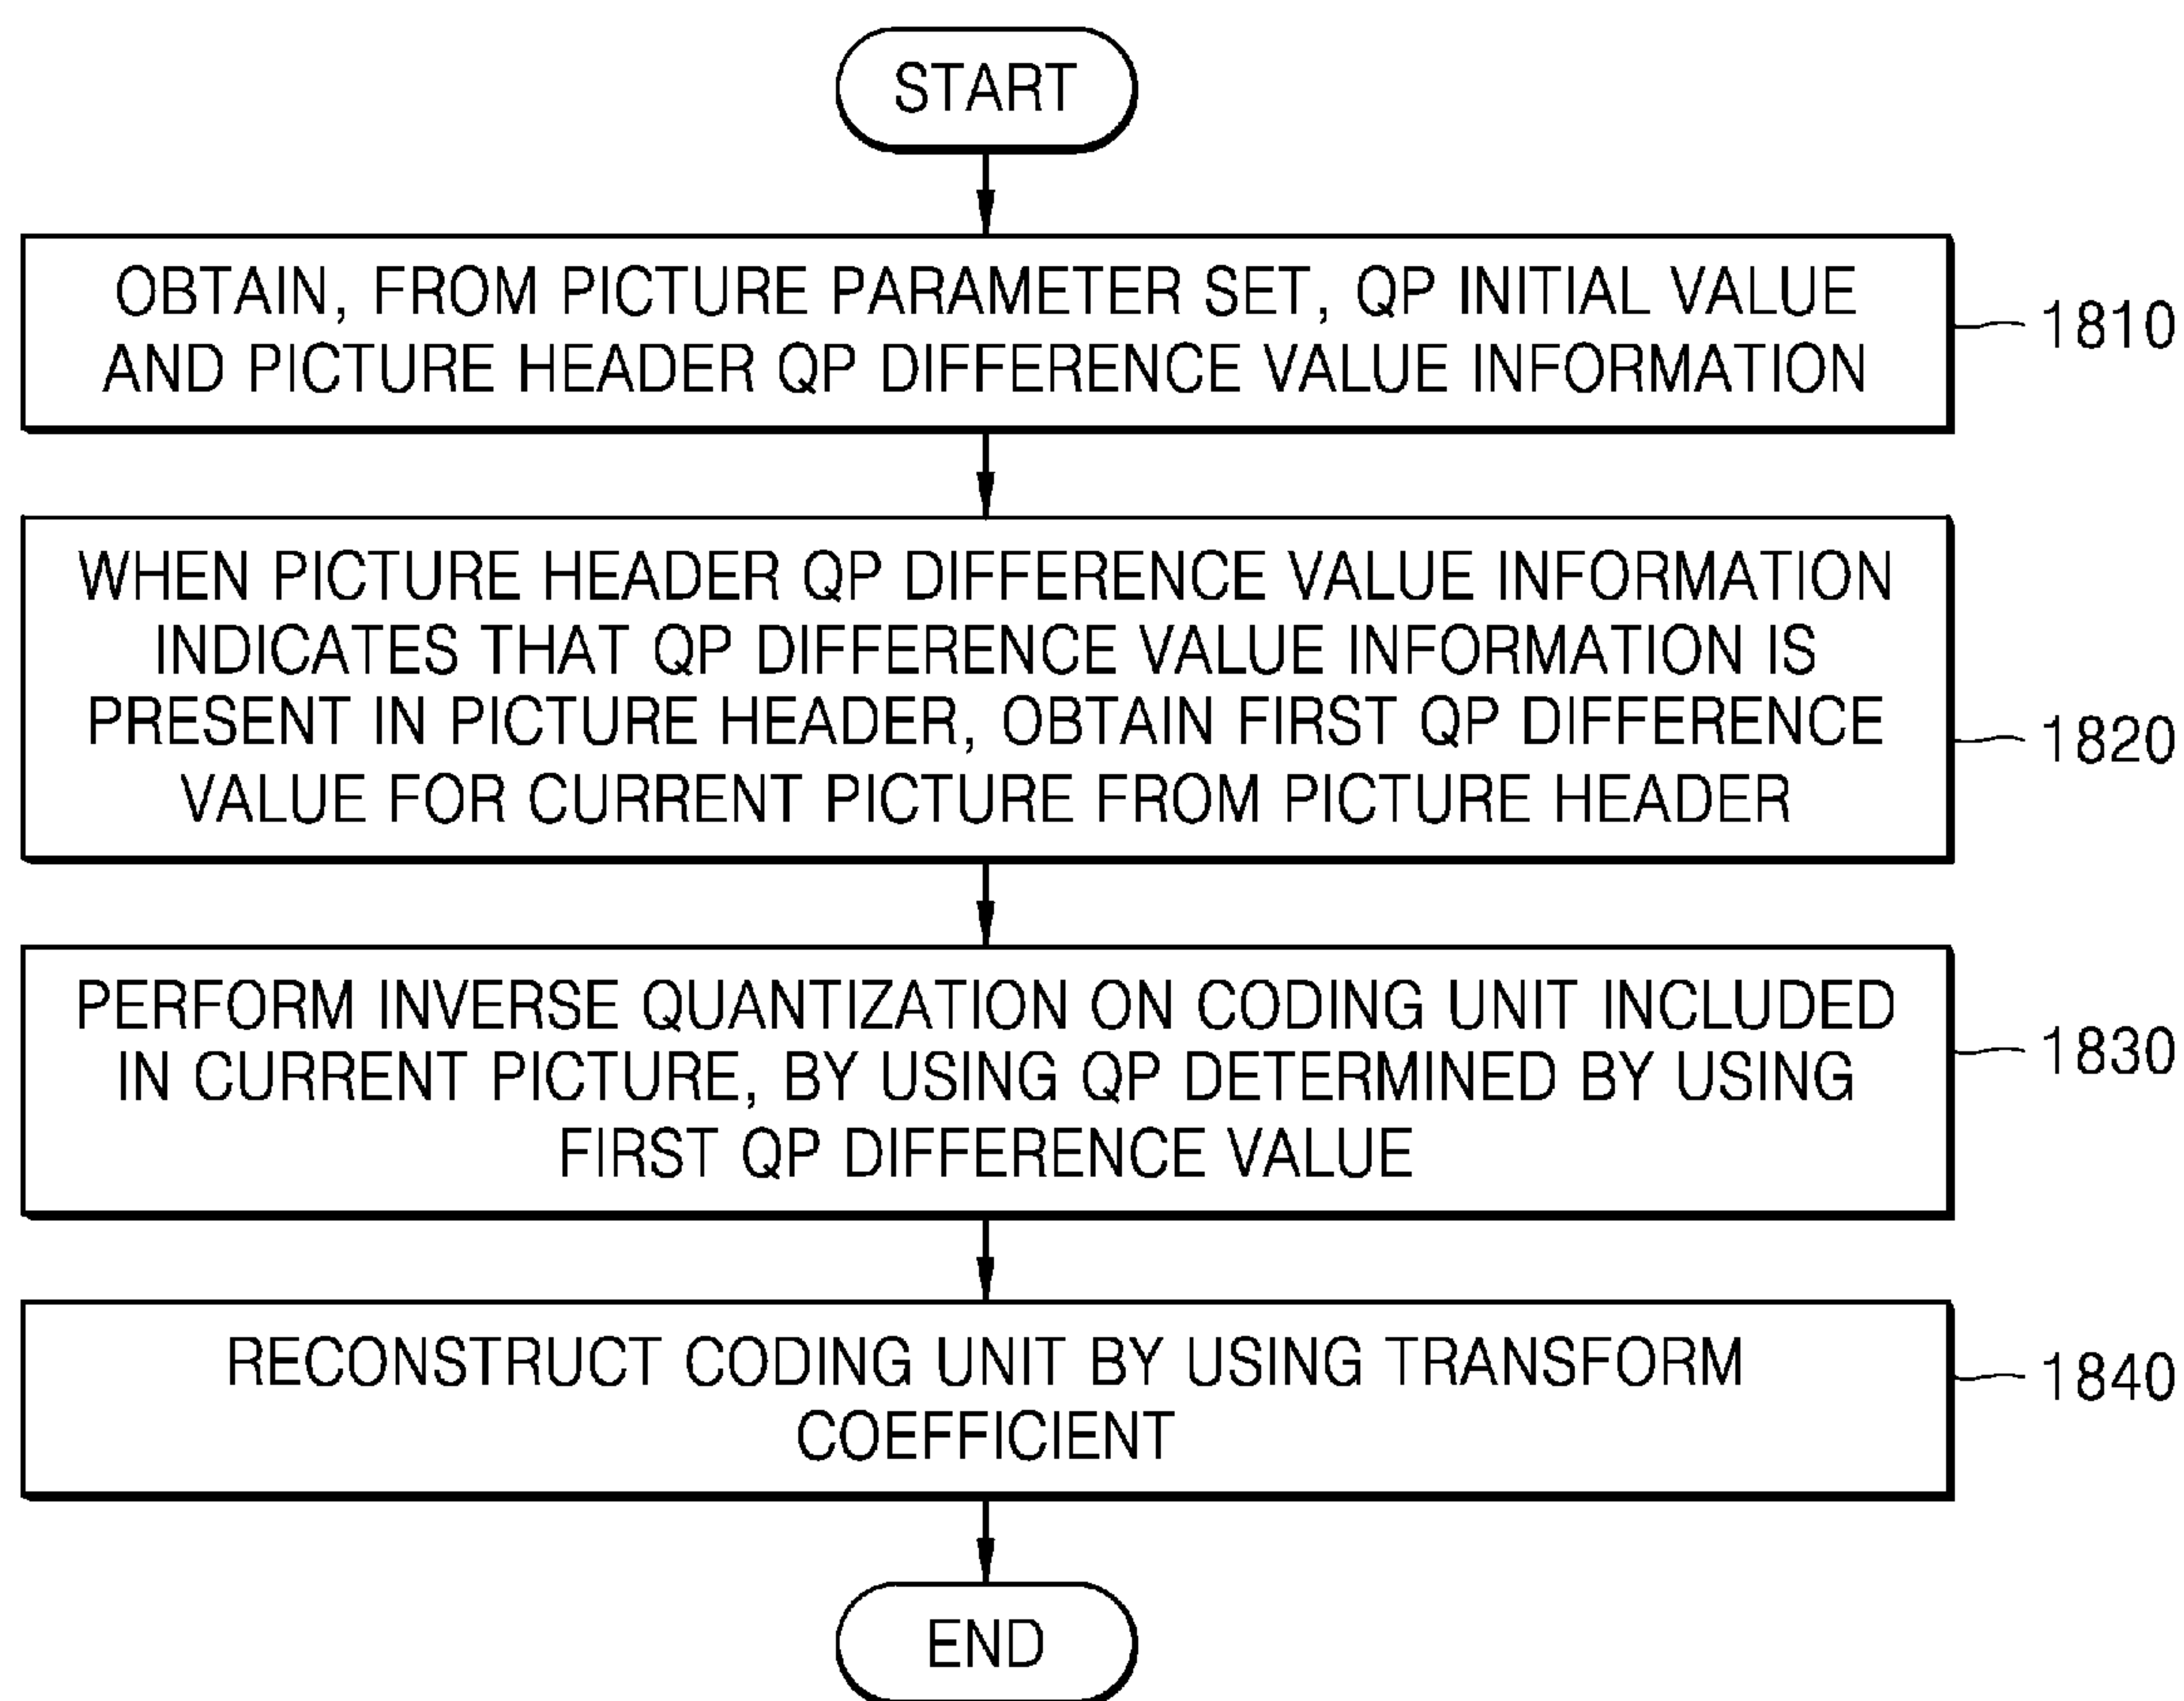 START
OBTAIN, FROM PICTURE PARAMETER SET, QP INITIAL VALUE
AND PICTURE HEADER QP DIFFERENCE VALUE INFORMATION
1810
WHEN PICTURE HEADER QP DIFFERENCE VALUE INFORMATION
INDICATES THAT QP DIFFERENCE VALUE INFORMATION IS
PRESENT IN PICTURE HEADER, OBTAIN FIRST QP DIFFERENCE
VALUE FOR CURRENT PICTURE FROM PICTURE HEADER
1820
PERFORM INVERSE QUANTIZATION ON CODING UNIT INCLUDED
IN CURRENT PICTURE, BY USING QP DETERMINED BY USING
FIRST QP DIFFERENCE VALUE
1830
RECONSTRUCT CODING UNIT BY USING TRANSFORM
COEFFICIENT
1840
END